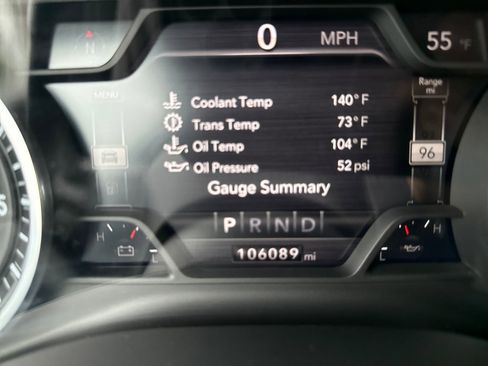 N 0 MPH 55 °F
MENU Range
mi
Coolant Temp 140°F
Trans Temp 73°F
Oil Temp 104°F
96
Oil Pressure 52 psi
Gauge Summary
P R N D
H H
106089 mi
L L